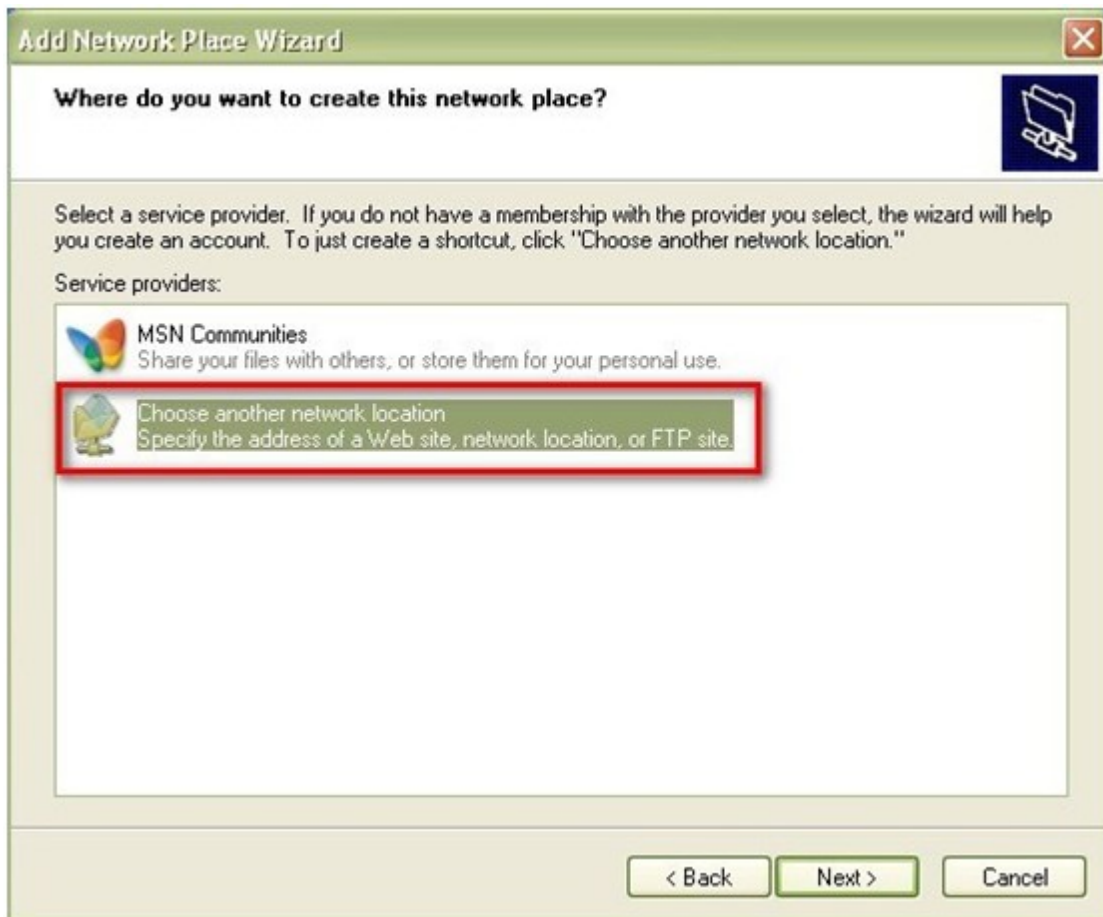 Add Network Place Wizard
Where do you want to create this network place?
Select a service provider. If you do not have a membership with the provider you select, the wizard will help
you create an account. To just create a shortcut, click "Choose another network location."
Service providers:
MSN Communities
Share your files with others, or store them for your personal use.
Choose another network location
Specify the address of a Web site, network location, or FTP site.
< Back
Next >
Cancel